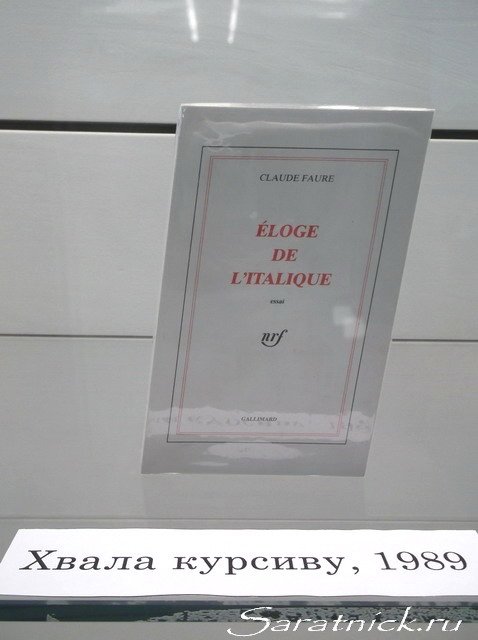 CLAUDE FAURE
ÉLOGE
DE
L'ITALIQUE
essai
nrf
GALLIMARD
Хвала курсиву, 1989
Saratnick.ru